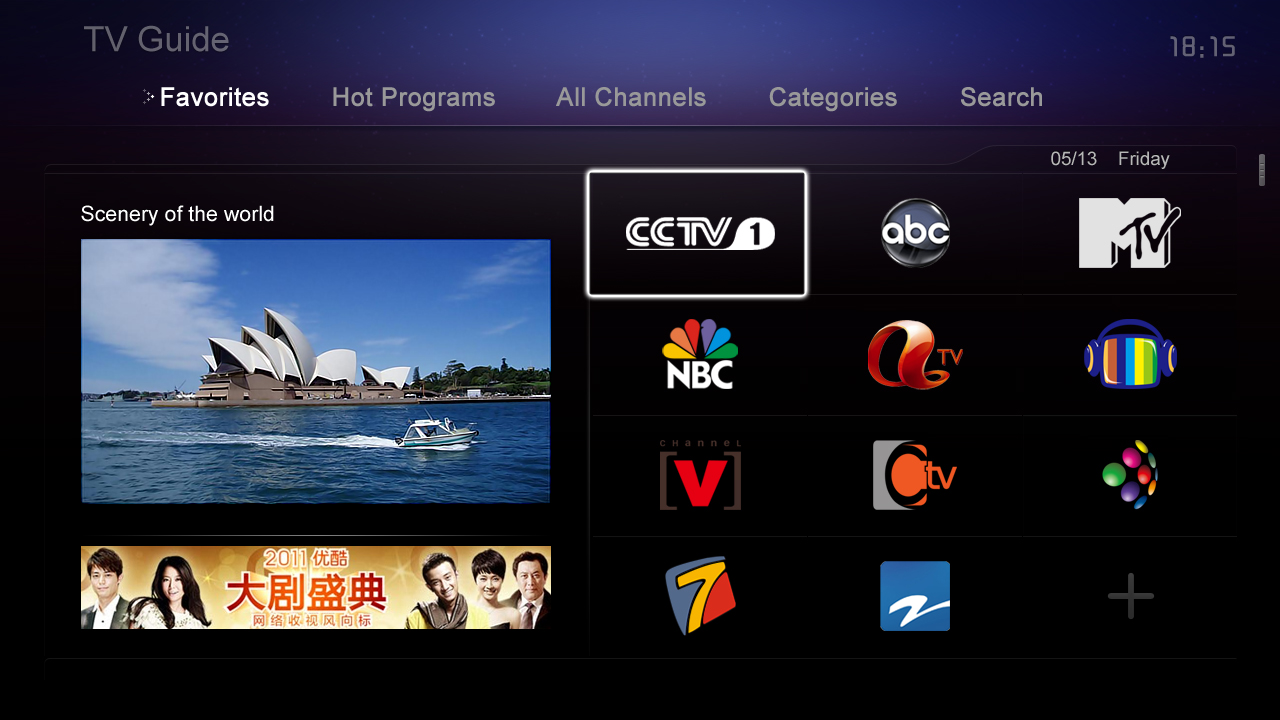 TV Guide
18:15
Favorites
Hot Programs
All Channels
Categories
Search
05/13 Friday
Scenery of the world
CCTV 1
abc
MTV
NBC
TV
CHANNEL
[V]
Ctv
7
2011 优酷
大剧盛典
网络收视风向标